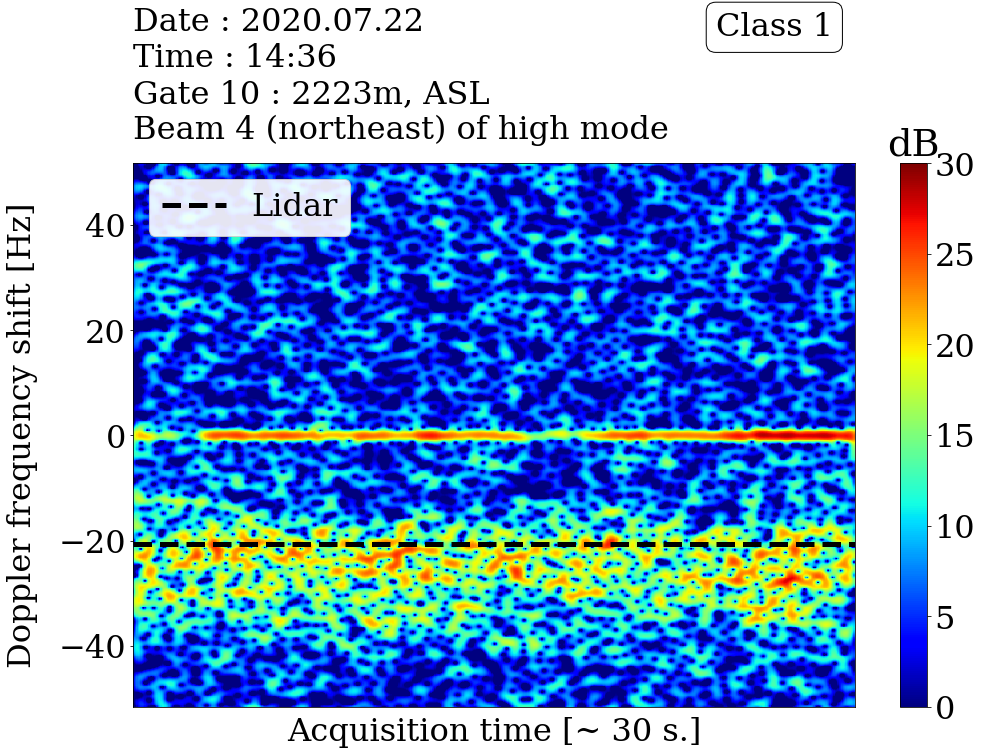 Date : 2020.07.22
Time : 14:36
Gate 10 : 2223m, ASL
Beam 4 (northeast) of high mode
Class 1
dB
Lidar
Doppler frequency shift [Hz]
40
20
0
−20
−40
30
25
20
15
10
5
0
Acquisition time [~ 30 s.]